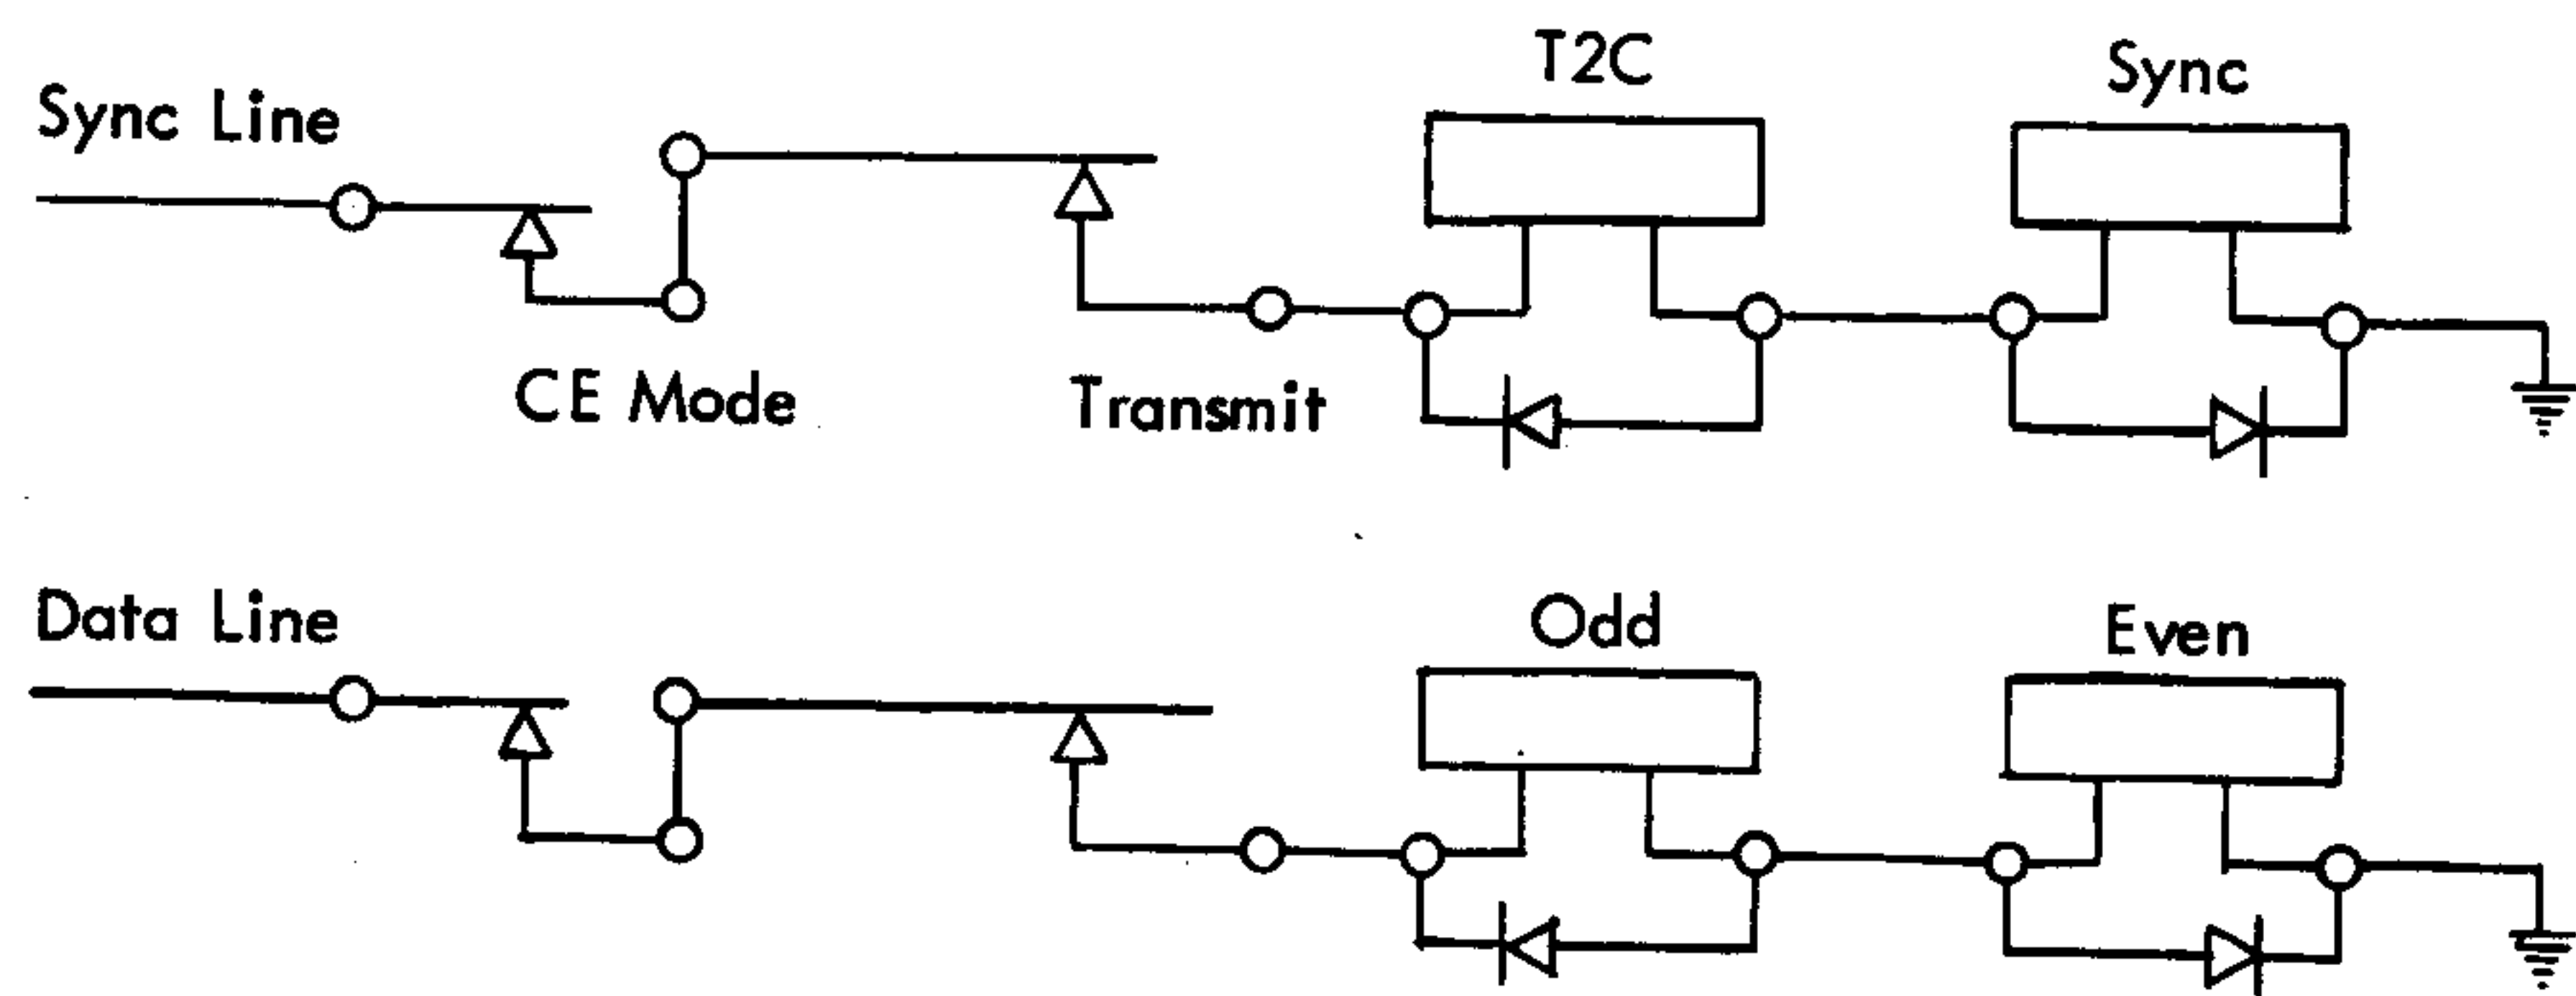 T2C
Sync
Sync Line
CE Mode
Transmit
Data Line
Odd
Even